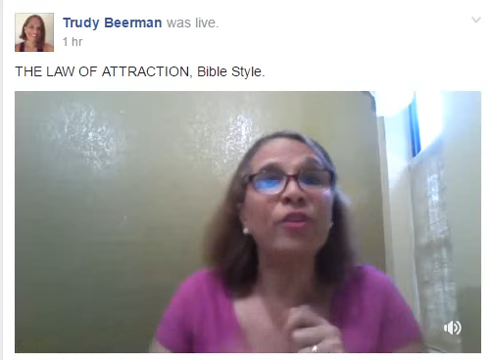 Trudy Beerman was live.
1 hr
THE LAW OF ATTRACTION, Bible Style.